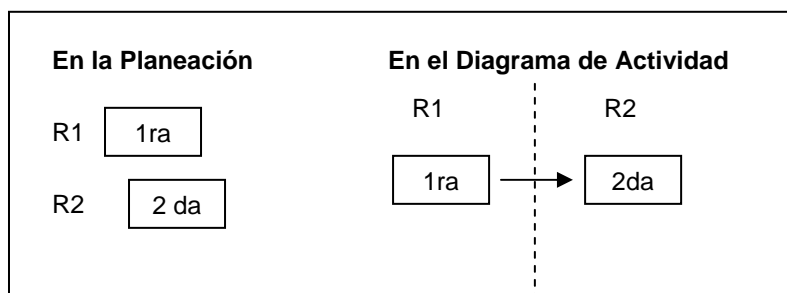 En la Planeación
R1 1ra
R2 2 da
En el Diagrama de Actividad
R1 R2
1ra 2da